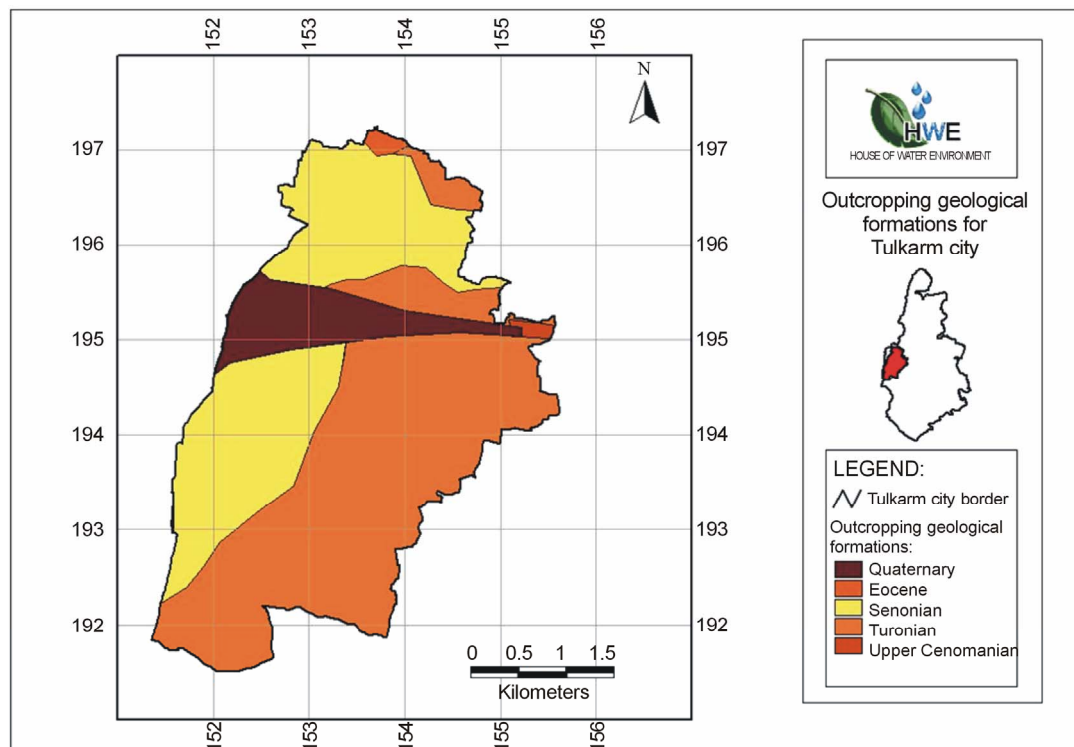 152 153 154 155 156
N
197 197
196 196
195 195
194 194
193 193
192 192
0 0.5 1 1.5
Kilometers
152 153 154 155 156
HWE
HOUSE OF WATER ENVIRONMENT
Outcropping geological
formations for
Tulkarm city
LEGEND:
Tulkarm city border
Outcropping geological
formations:
Quaternary
Eocene
Senonian
Turonian
Upper Cenomanian